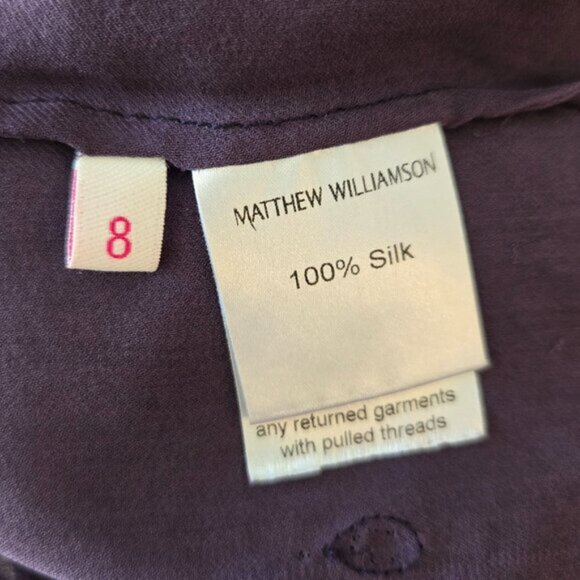 8
MATTHEW WILLIAMSON
100% Silk
any returned garments
with pulled threads